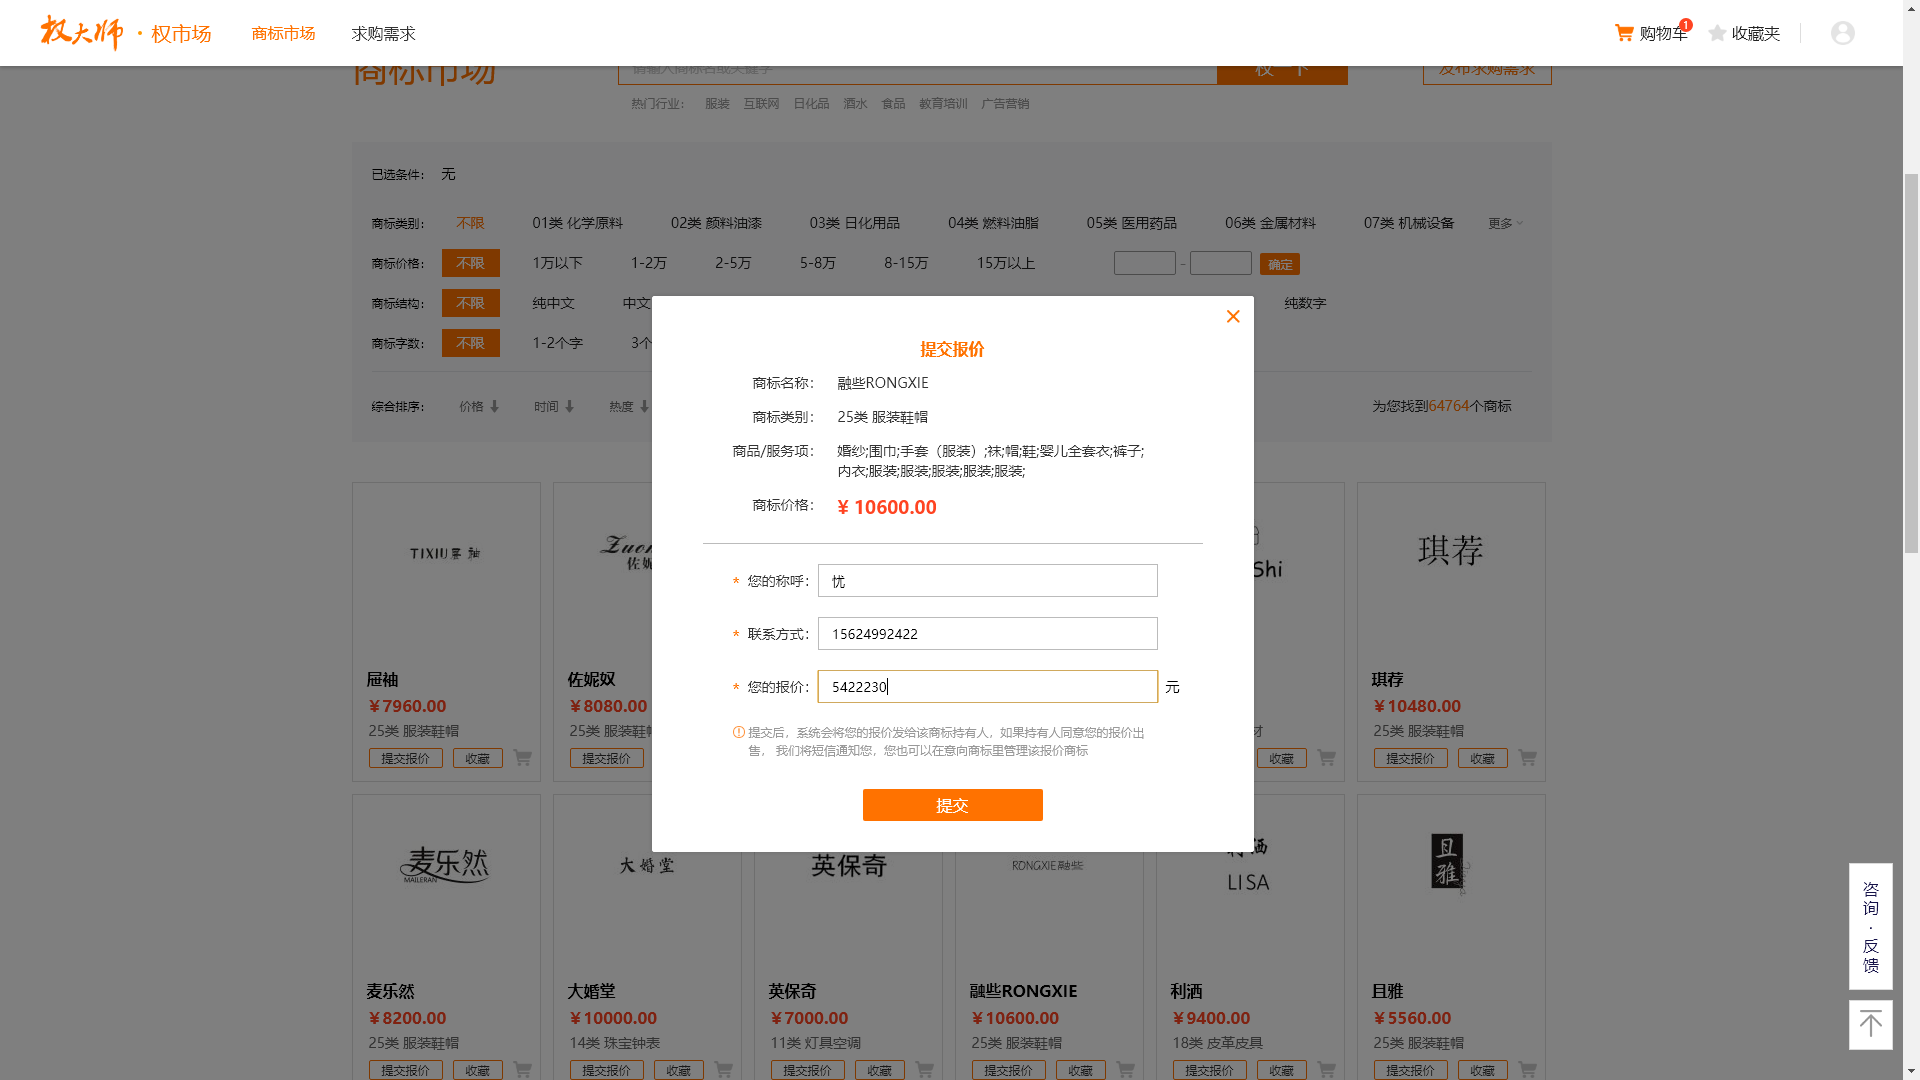 权大师 · 权市场 商标市场 求购需求 购物车 1 收藏夹
商标市场 请输入商标名或关键字 权一下 发布求购需求
热门行业: 服装 互联网 日化品 酒水 食品 教育培训 广告营销
已选条件: 无
商标类别: 不限 01类 化学原料 02类 颜料油漆 03类 日化用品 04类 燃料油脂 05类 医用药品 06类 金属材料 07类 机械设备 更多
商标价格: 不限 1万以下 1-2万 2-5万 5-8万 8-15万 15万以上 - 确定
商标结构: 不限 纯中文 中文 纯数字
商标字数: 不限 1-2个字 3个
综合排序: 价格 时间 热度 为您找到64764个商标
提交报价
商标名称: 融些RONGXIE
商标类别: 25类 服装鞋帽
商品/服务项: 婚纱;围巾;手套（服装）;袜;帽;鞋;婴儿全套衣;裤子;
内衣;服装;服装;服装;服装;服装;
商标价格: ¥ 10600.00
* 您的称呼: 忧
* 联系方式: 15624992422
* 您的报价: 5422230 元
提交后，系统会将您的报价发给该商标持有人，如果持有人同意您的报价出
售， 我们将短信通知您，您也可以在意向商标里管理该报价商标
提交
TIXIU屉袖
佐妮
Shi
琪荐
屉袖 佐妮奴 琪荐
¥7960.00 ¥8080.00 ¥10480.00
25类 服装鞋帽 25类 服装鞋帽 材 25类 服装鞋帽
提交报价 收藏 提交报价 收藏 提交报价 收藏
麦乐然
MAILERAN
大婚堂
英保奇
RONGXIE融些
LISA
且雅
麦乐然 大婚堂 英保奇 融些RONGXIE 利洒 且雅
¥8200.00 ¥10000.00 ¥7000.00 ¥10600.00 ¥9400.00 ¥5560.00
25类 服装鞋帽 14类 珠宝钟表 11类 灯具空调 25类 服装鞋帽 18类 皮革皮具 25类 服装鞋帽
提交报价 收藏 提交报价 收藏 提交报价 收藏 提交报价 收藏 提交报价 收藏 提交报价 收藏
咨
询
·
反
馈